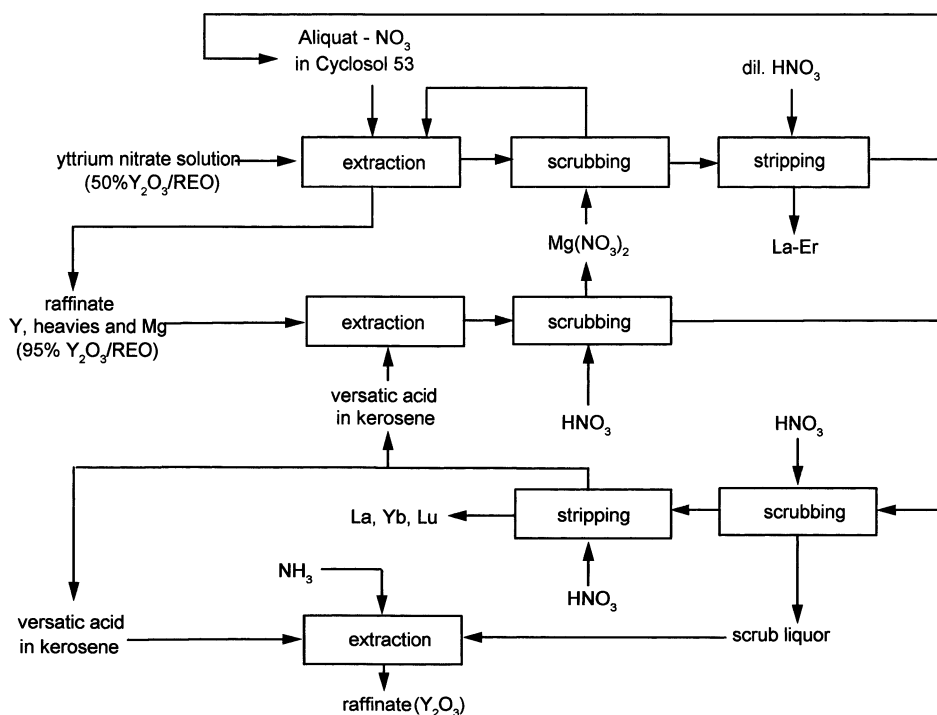 Aliquat - NO₃
in Cyclosol 53
dil. HNO₃
yttrium nitrate solution
(50%Y₂O₃/REO)
extraction
scrubbing
stripping
Mg(NO₃)₂
La-Er
raffinate
Y, heavies and Mg
(95% Y₂O₃/REO)
extraction
scrubbing
versatic acid
in kerosene
HNO₃
HNO₃
La, Yb, Lu
stripping
scrubbing
NH₃
HNO₃
versatic acid
in kerosene
extraction
scrub liquor
raffinate (Y₂O₃)